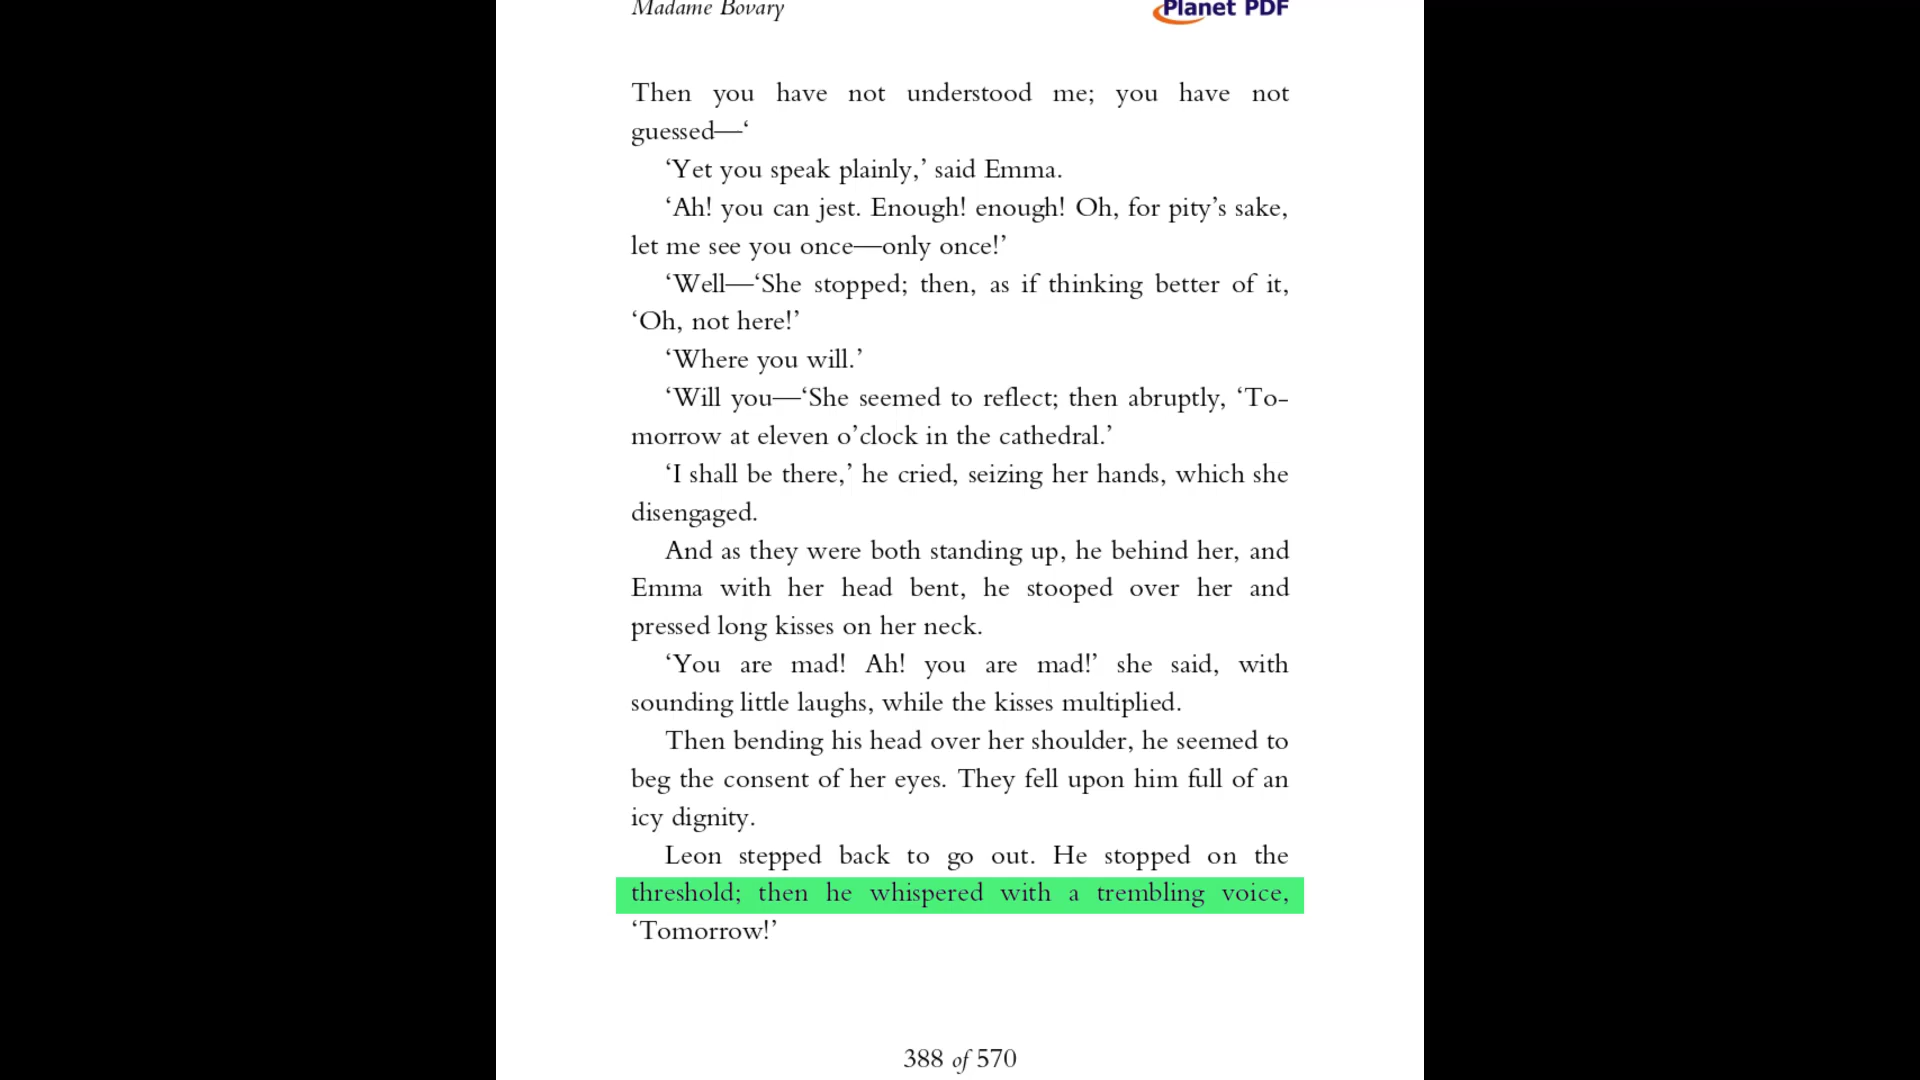 Madame Bovary
Planet PDF
Then you have not understood me; you have not
guessed—‘
‘Yet you speak plainly,’ said Emma.
‘Ah! you can jest. Enough! enough! Oh, for pity’s sake,
let me see you once—only once!’
‘Well—‘She stopped; then, as if thinking better of it,
‘Oh, not here!’
‘Where you will.’
‘Will you—‘She seemed to reflect; then abruptly, ‘To-
morrow at eleven o’clock in the cathedral.’
‘I shall be there,’ he cried, seizing her hands, which she
disengaged.
And as they were both standing up, he behind her, and
Emma with her head bent, he stooped over her and
pressed long kisses on her neck.
‘You are mad! Ah! you are mad!’ she said, with
sounding little laughs, while the kisses multiplied.
Then bending his head over her shoulder, he seemed to
beg the consent of her eyes. They fell upon him full of an
icy dignity.
Leon stepped back to go out. He stopped on the
threshold; then he whispered with a trembling voice,
‘Tomorrow!’
388 of 570